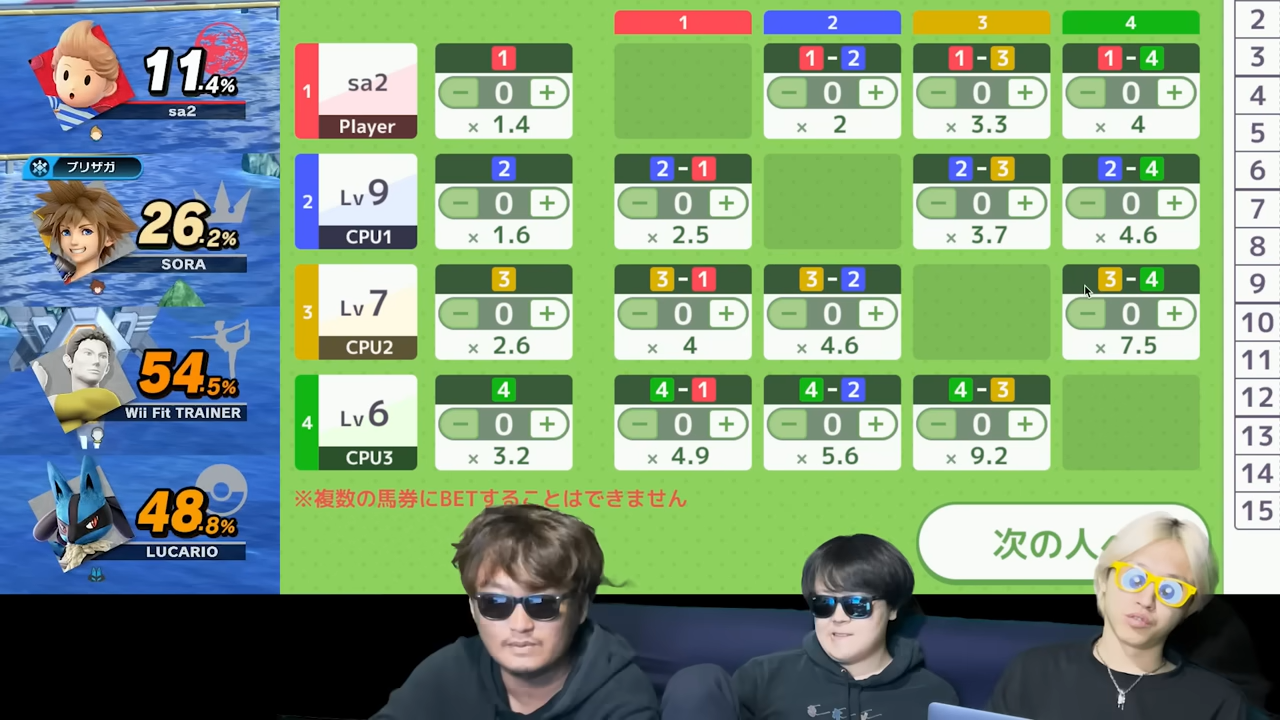 11.4%
sa2
ブリザガ
26.2%
SORA
54.5%
Wii Fit TRAINER
48.8%
LUCARIO
1 2 3 4
1 sa2 Player
1 − 0 + × 1.4
1-2 − 0 + × 2
1-3 − 0 + × 3.3
1-4 − 0 + × 4
2 Lv 9 CPU1
2 − 0 + × 1.6
2-1 − 0 + × 2.5
2-3 − 0 + × 3.7
2-4 − 0 + × 4.6
3 Lv 7 CPU2
3 − 0 + × 2.6
3-1 − 0 + × 4
3-2 − 0 + × 4.6
3-4 − 0 + × 7.5
4 Lv 6 CPU3
4 − 0 + × 3.2
4-1 − 0 + × 4.9
4-2 − 0 + × 5.6
4-3 − 0 + × 9.2
※複数の馬券にBETすることはできません
次の人へ
2
3
4
5
6
7
8
9
10
11
12
13
14
15